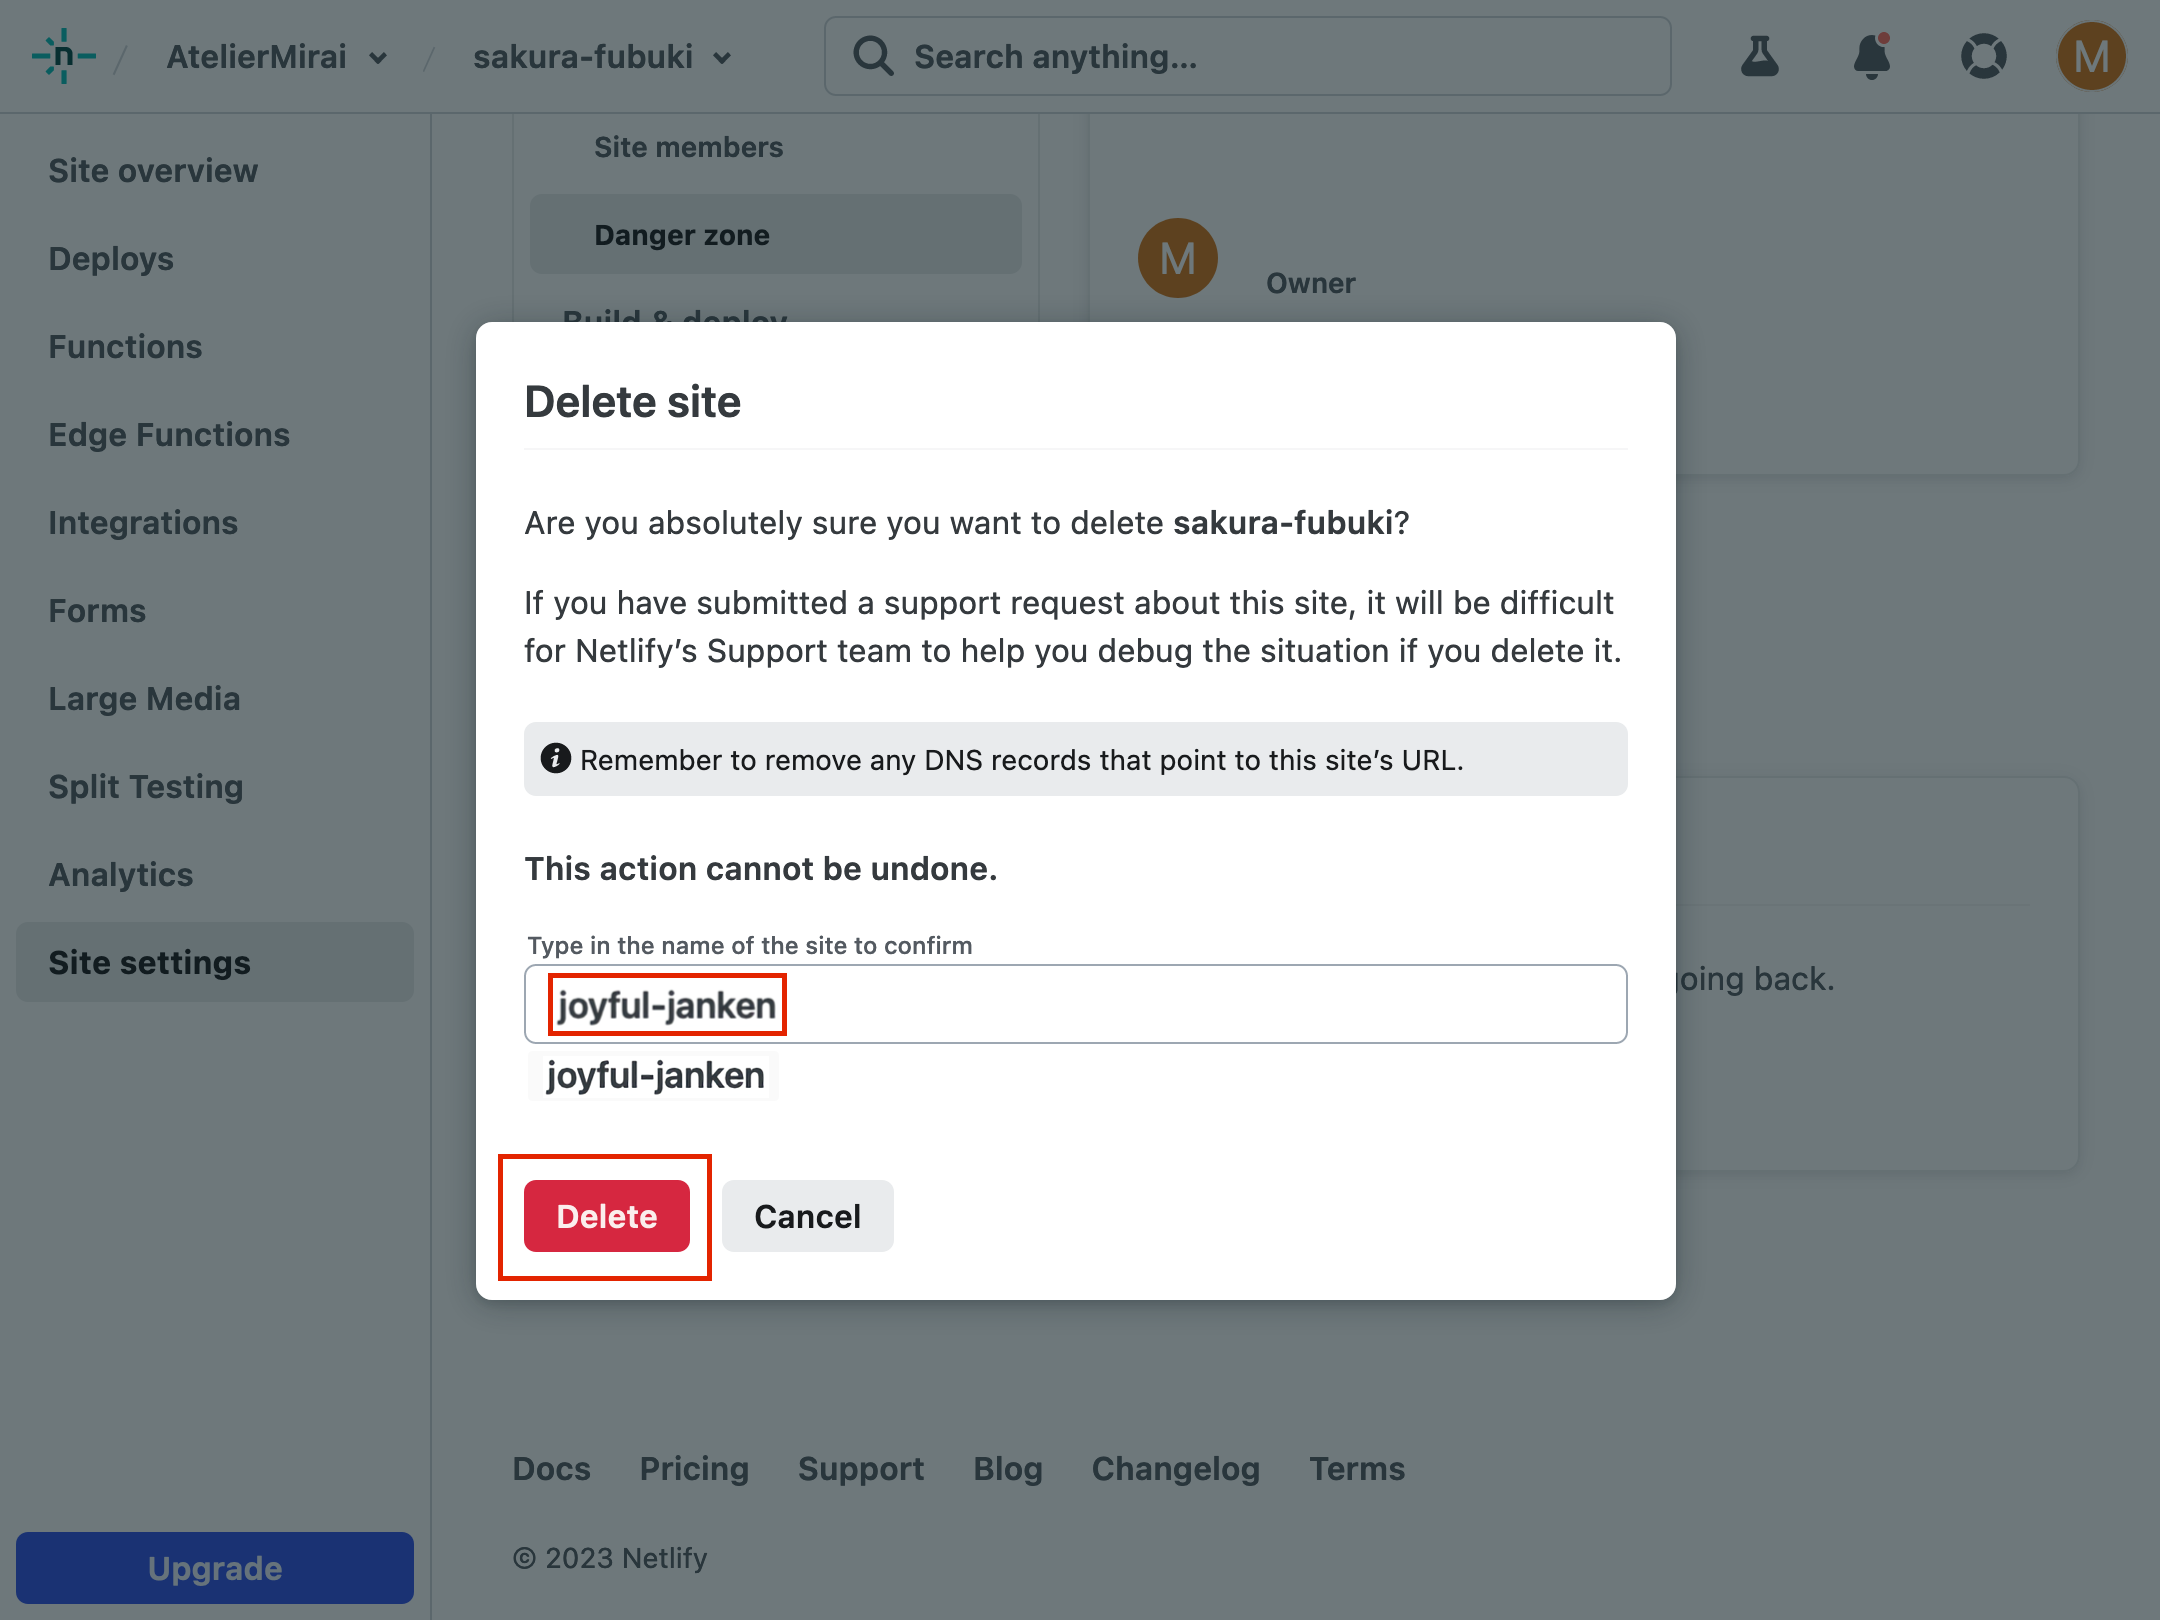 n / AtelierMirai / sakura-fubuki
Search anything...
M
Site overview
Deploys
Functions
Edge Functions
Integrations
Forms
Large Media
Split Testing
Analytics
Site settings
Upgrade
Site members
Danger zone
Build & deploy
M
Owner
Delete site
Are you absolutely sure you want to delete sakura-fubuki?
If you have submitted a support request about this site, it will be difficult
for Netlify’s Support team to help you debug the situation if you delete it.
Remember to remove any DNS records that point to this site’s URL.
This action cannot be undone.
Type in the name of the site to confirm
joyful-janken
joyful-janken
Delete
Cancel
going back.
Docs
Pricing
Support
Blog
Changelog
Terms
© 2023 Netlify